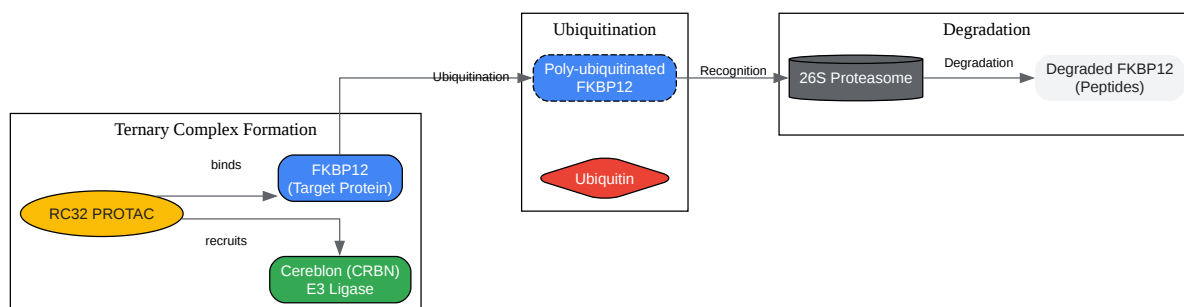 Ternary Complex Formation
RC32 PROTAC
binds
FKBP12
(Target Protein)
recruits
Cereblon (CRBN)
E3 Ligase
Ubiquitination
Ubiquitination
Poly-ubiquitinated
FKBP12
Ubiquitin
Recognition
Degradation
26S Proteasome
Degradation
Degraded FKBP12
(Peptides)